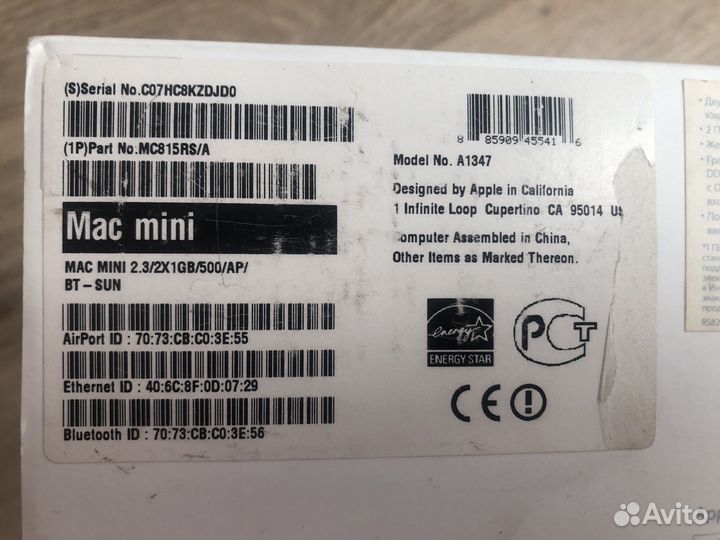 (S)Serial No.C07HC8KZDJD0
(1P)Part No.MC815RS/A
Mac mini
MAC MINI 2.3/2X1GB/500/AP/
BT-SUN
AirPort ID : 70:73:CB:C0:3E:55
Ethernet ID : 40:6C:8F:0D:07:29
Bluetooth ID : 70:73:CB:C0:3E:56
8 85909 45541 6
Model No. A1347
Designed by Apple in California
1 Infinite Loop Cupertino CA 95014 US
Computer Assembled in China,
Other Items as Marked Thereon.
energy
ENERGY STAR
РСТ
CE
Avito